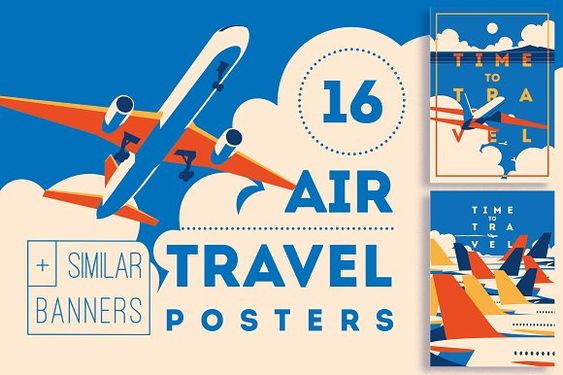 16
AIR
TRAVEL
POSTERS
+ SIMILAR
BANNERS
TIME
TO
TRA
VEL
TIME
TO
TRA
VEL